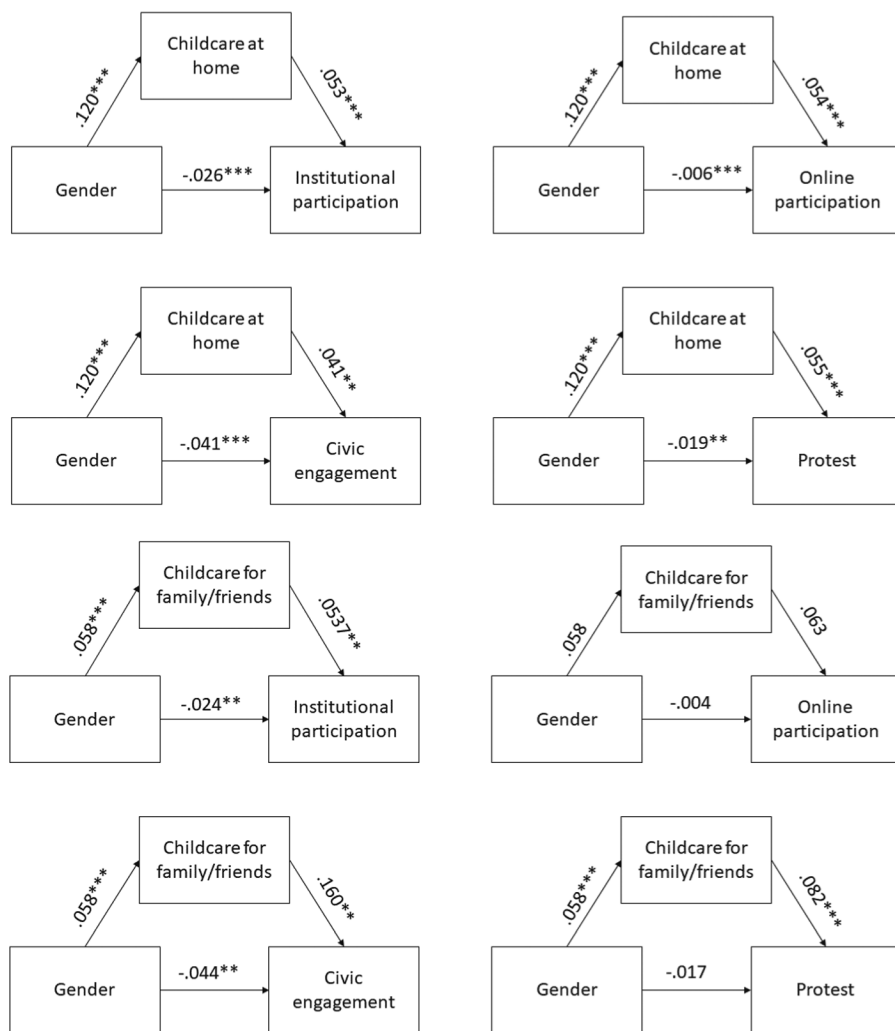 Childcare at
home
.120***
.053***
Gender
-.026***
Institutional
participation
Childcare at
home
.120***
.054***
Gender
-.006***
Online
participation
Childcare at
home
.120***
.041**
Gender
-.041***
Civic
engagement
Childcare at
home
.120***
.055***
Gender
-.019**
Protest
Childcare for
family/friends
.058***
.0537**
Gender
-.024**
Institutional
participation
Childcare for
family/friends
.058
.063
Gender
-.004
Online
participation
Childcare for
family/friends
.058***
.160**
Gender
-.044**
Civic
engagement
Childcare for
family/friends
.058***
.082***
Gender
-.017
Protest